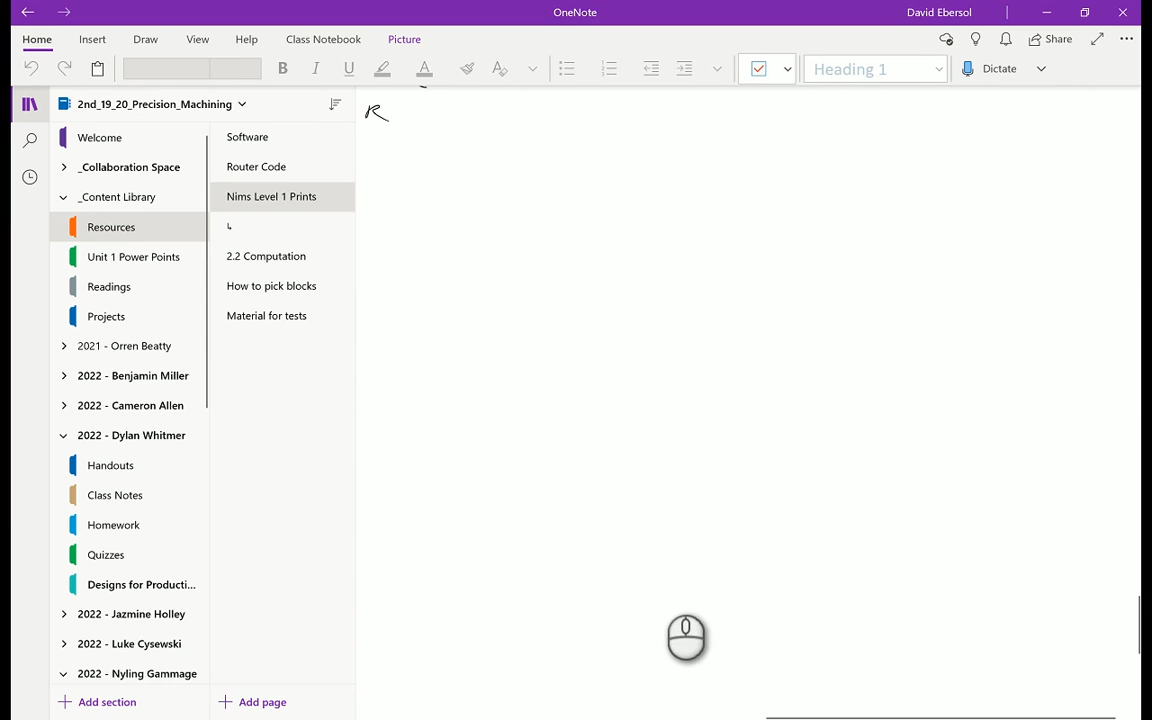 OneNote
David Ebersol
Home Insert Draw View Help Class Notebook Picture
Share
B I U A A Heading 1 Dictate
2nd_19_20_Precision_Machining
Welcome
_Collaboration Space
_Content Library
Resources
Unit 1 Power Points
Readings
Projects
2021 - Orren Beatty
2022 - Benjamin Miller
2022 - Cameron Allen
2022 - Dylan Whitmer
Handouts
Class Notes
Homework
Quizzes
Designs for Producti...
2022 - Jazmine Holley
2022 - Luke Cysewski
2022 - Nyling Gammage
Add section
Software
Router Code
Nims Level 1 Prints
↳
2.2 Computation
How to pick blocks
Material for tests
Add page
R